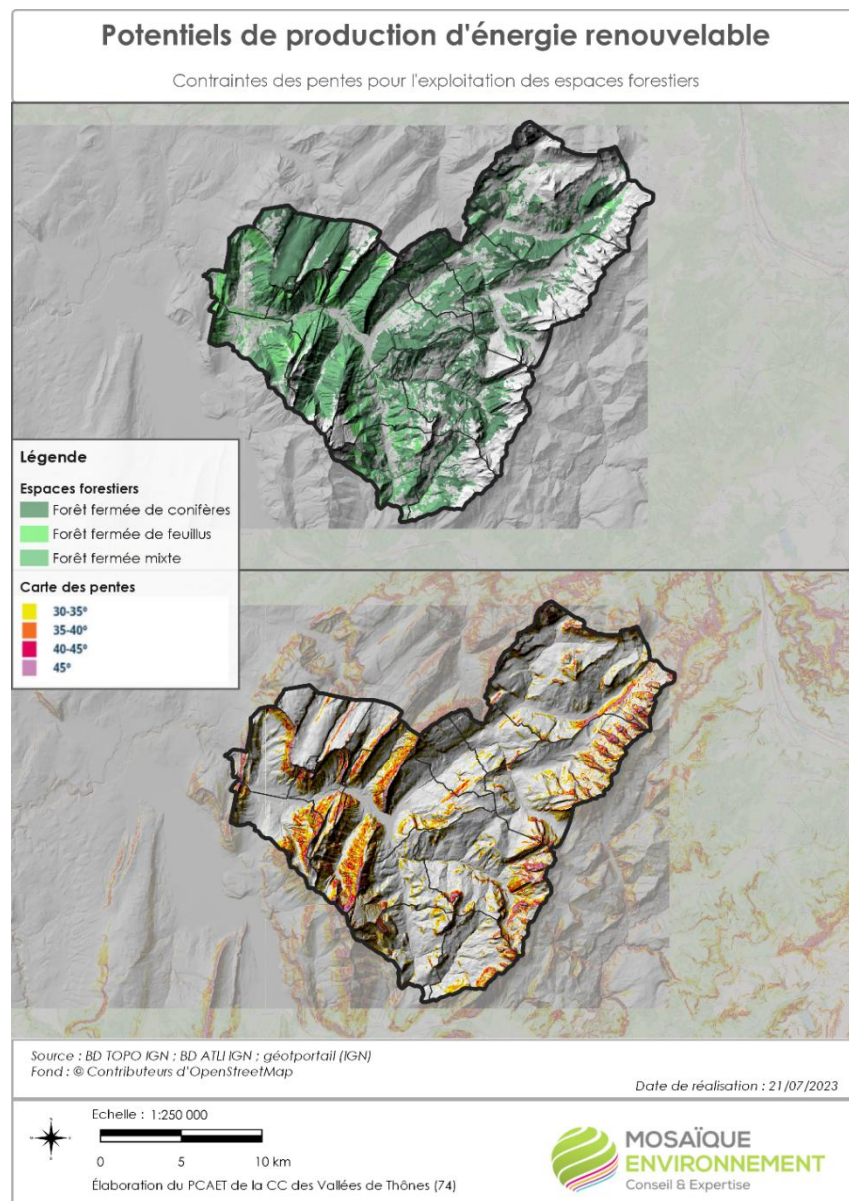 Potentiels de production d'énergie renouvelable
Contraintes des pentes pour l'exploitation des espaces forestiers
Légende
Espaces forestiers
Forêt fermée de conifères
Forêt fermée de feuillus
Forêt fermée mixte
Carte des pentes
30-35°
35-40°
40-45°
45°
Source : BD TOPO IGN ; BD ATLI IGN ; géotportail (IGN)
Fond : © Contributeurs d'OpenStreetMap
Date de réalisation : 21/07/2023
Echelle : 1:250 000
0 5 10 km
Élaboration du PCAET de la CC des Vallées de Thônes (74)
MOSAÏQUE
ENVIRONNEMENT
Conseil & Expertise